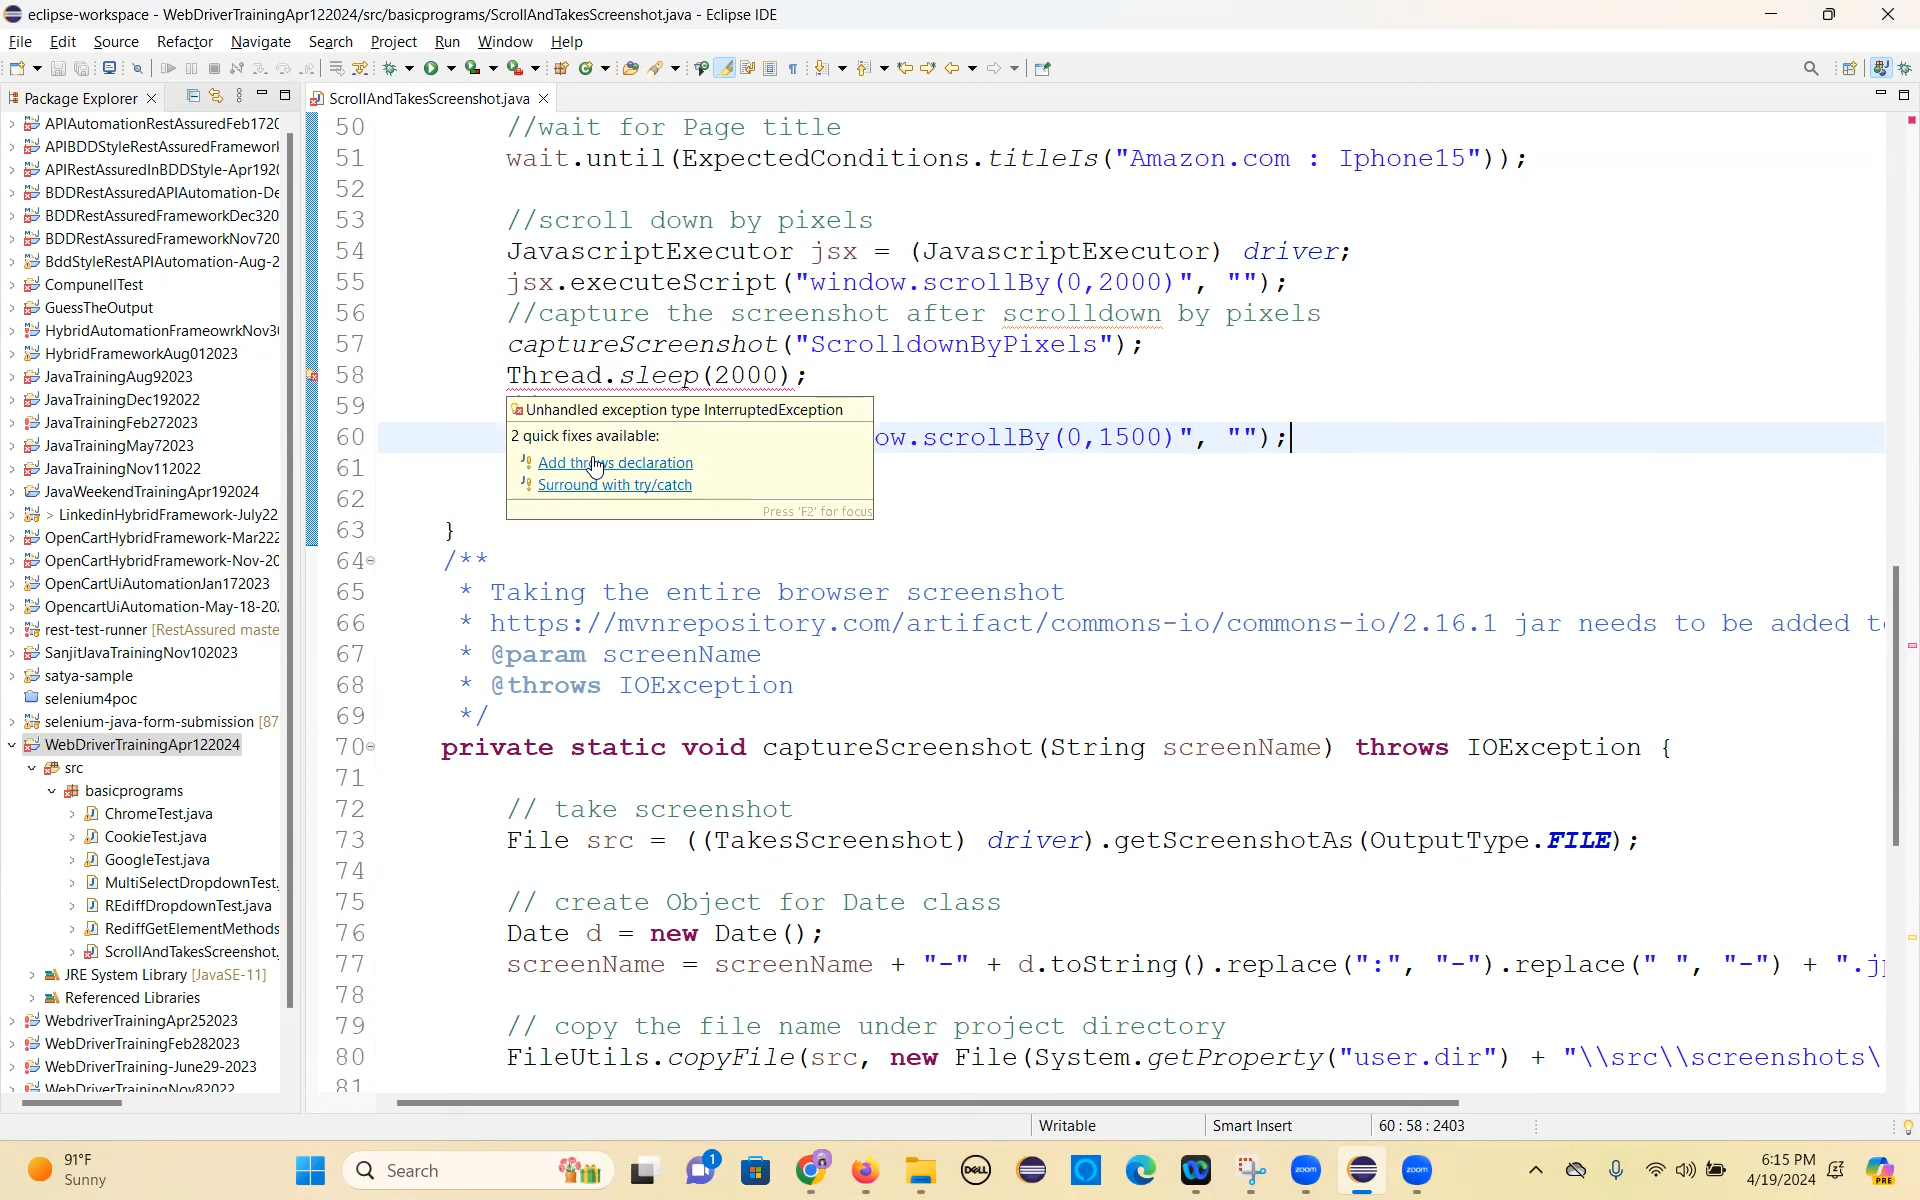 eclipse-workspace - WebDriverTrainingApr122024/src/basicprograms/ScrollAndTakesScreenshot.java - Eclipse IDE
File Edit Source Refactor Navigate Search Project Run Window Help
Package Explorer
ScrollAndTakesScreenshot.java
APIAutomationRestAssuredFeb1720
APIBDDStyleRestAssuredFramework
APIRestAssuredInBDDStyle-Apr1920
BDDRestAssuredAPIAutomation-De
BDDRestAssuredFrameworkDec320
BDDRestAssuredFrameworkNov720
BddStyleRestAPIAutomation-Aug-2
CompunellTest
GuessTheOutput
HybridAutomationFrameowrkNov30
HybridFrameworkAug012023
JavaTrainingAug92023
JavaTrainingDec192022
JavaTrainingFeb272023
JavaTrainingMay72023
JavaTrainingNov112022
JavaWeekendTrainingApr192024
> LinkedinHybridFramework-July22
OpenCartHybridFramework-Mar222
OpenCartHybridFramework-Nov-20
OpenCartUiAutomationJan172023
OpencartUiAutomation-May-18-20
rest-test-runner [RestAssured maste
SanjitJavaTrainingNov102023
satya-sample
selenium4poc
selenium-java-form-submission [87
WebDriverTrainingApr122024
src
basicprograms
ChromeTest.java
CookieTest.java
GoogleTest.java
MultiSelectDropdownTest.
REdiffDropdownTest.java
RediffGetElementMethods
ScrollAndTakesScreenshot.
JRE System Library [JavaSE-11]
Referenced Libraries
WebdriverTrainingApr252023
WebDriverTrainingFeb282023
WebDriverTraining-June29-2023
WebDriverTrainingNov82022
50 //wait for Page title
51 wait.until(ExpectedConditions.titleIs("Amazon.com : Iphone15"));
52
53 //scroll down by pixels
54 JavascriptExecutor jsx = (JavascriptExecutor) driver;
55 jsx.executeScript("window.scrollBy(0,2000)", "");
56 //capture the screenshot after scrolldown by pixels
57 captureScreenshot("ScrolldownByPixels");
58 Thread.sleep(2000);
59
60 ow.scrollBy(0,1500)", "");
61
62
63 }
64 /**
65 * Taking the entire browser screenshot
66 * https://mvnrepository.com/artifact/commons-io/commons-io/2.16.1 jar needs to be added t
67 * @param screenName
68 * @throws IOException
69 */
70 private static void captureScreenshot(String screenName) throws IOException {
71
72 // take screenshot
73 File src = ((TakesScreenshot) driver).getScreenshotAs(OutputType.FILE);
74
75 // create Object for Date class
76 Date d = new Date();
77 screenName = screenName + "-" + d.toString().replace(":", "-").replace(" ", "-") + ".j
78
79 // copy the file name under project directory
80 FileUtils.copyFile(src, new File(System.getProperty("user.dir") + "\\src\\screenshots\
81
Unhandled exception type InterruptedException
2 quick fixes available:
Add throws declaration
Surround with try/catch
Press 'F2' for focus
Writable Smart Insert 60 : 58 : 2403
91°F
Sunny
Search
1
DELL
zoom
zoom
6:15 PM
4/19/2024
PRE